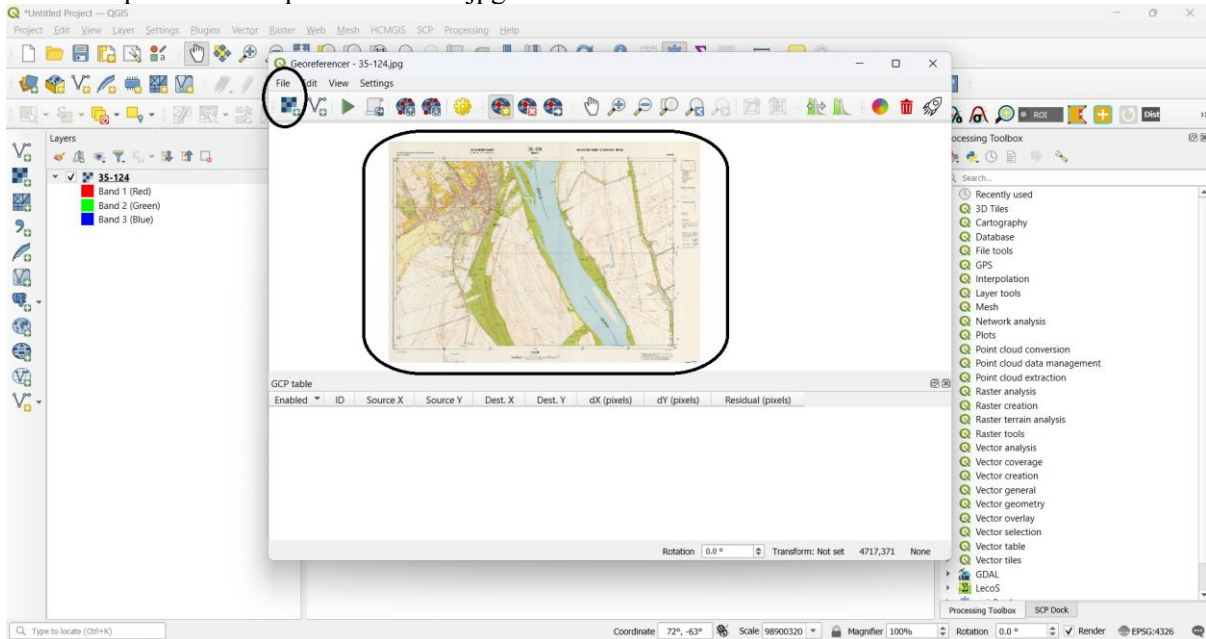 *Untitled Project — QGIS
Project Edit View Layer Settings Plugins Vector Raster Web Mesh HCMGIS SCP Processing Help
Georeferencer - 35-124.jpg
File Edit View Settings
ROI
Dist
Layers
35-124
Band 1 (Red)
Band 2 (Green)
Band 3 (Blue)
35-124
GCP table
Enabled ID Source X Source Y Dest. X Dest. Y dX (pixels) dY (pixels) Residual (pixels)
Rotation 0.0 ° Transform: Not set 4717,371 None
ocessing Toolbox
Search...
Recently used
3D Tiles
Cartography
Database
File tools
GPS
Interpolation
Layer tools
Mesh
Network analysis
Plots
Point cloud conversion
Point cloud data management
Point cloud extraction
Raster analysis
Raster creation
Raster terrain analysis
Raster tools
Vector analysis
Vector coverage
Vector creation
Vector general
Vector geometry
Vector overlay
Vector selection
Vector table
Vector tiles
GDAL
LecoS
Processing Toolbox SCP Dock
Type to locate (Ctrl+K) Coordinate 72°, -63° Scale 98900320 Magnifier 100% Rotation 0.0 ° Render EPSG:4326